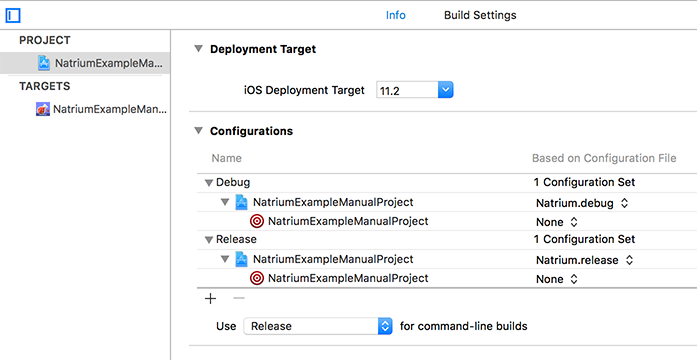 Info Build Settings
PROJECT
NatriumExampleMa...
TARGETS
NatriumExampleMan...
Deployment Target
iOS Deployment Target 11.2
Configurations
Name Based on Configuration File
Debug 1 Configuration Set
NatriumExampleManualProject Natrium.debug
NatriumExampleManualProject None
Release 1 Configuration Set
NatriumExampleManualProject Natrium.release
NatriumExampleManualProject None
Use Release for command-line builds